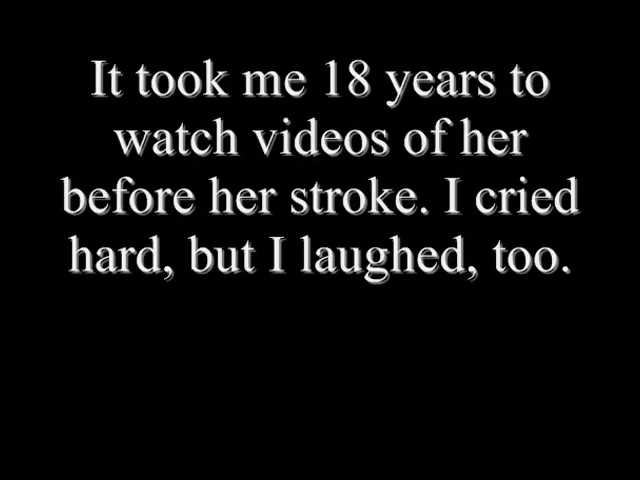 It took me 18 years to
watch videos of her
before her stroke. I cried
hard, but I laughed, too.